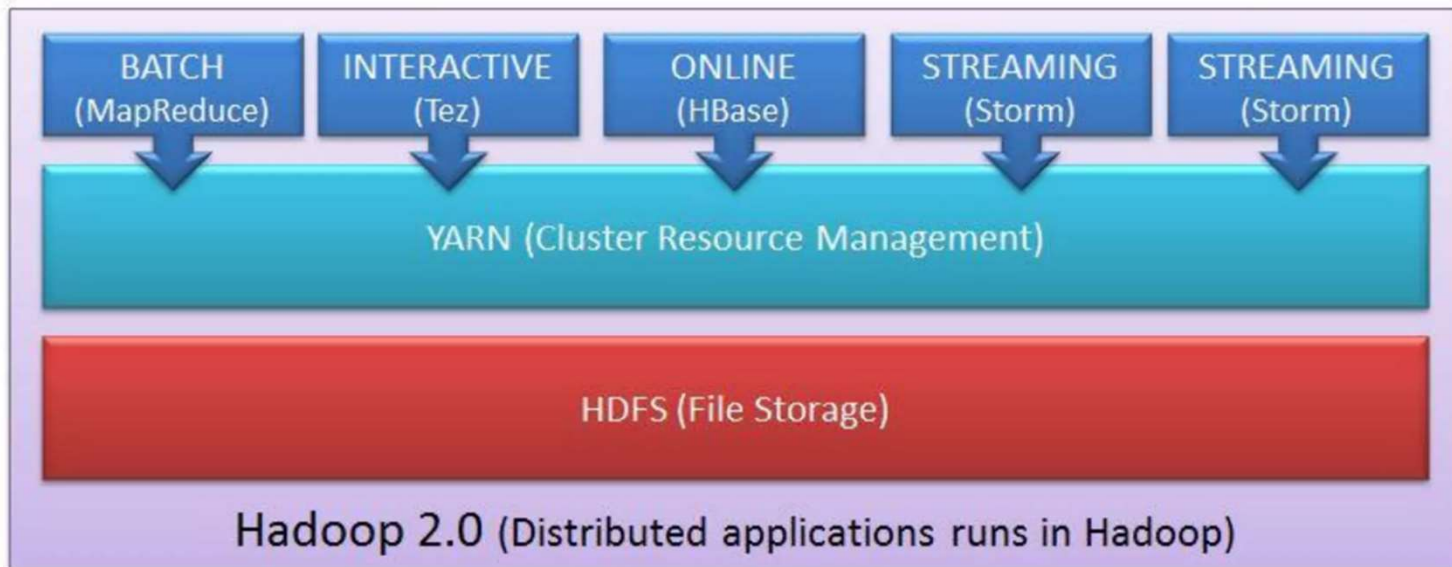 BATCH
(MapReduce)
INTERACTIVE
(Tez)
ONLINE
(HBase)
STREAMING
(Storm)
STREAMING
(Storm)
YARN (Cluster Resource Management)
HDFS (File Storage)
Hadoop 2.0 (Distributed applications runs in Hadoop)